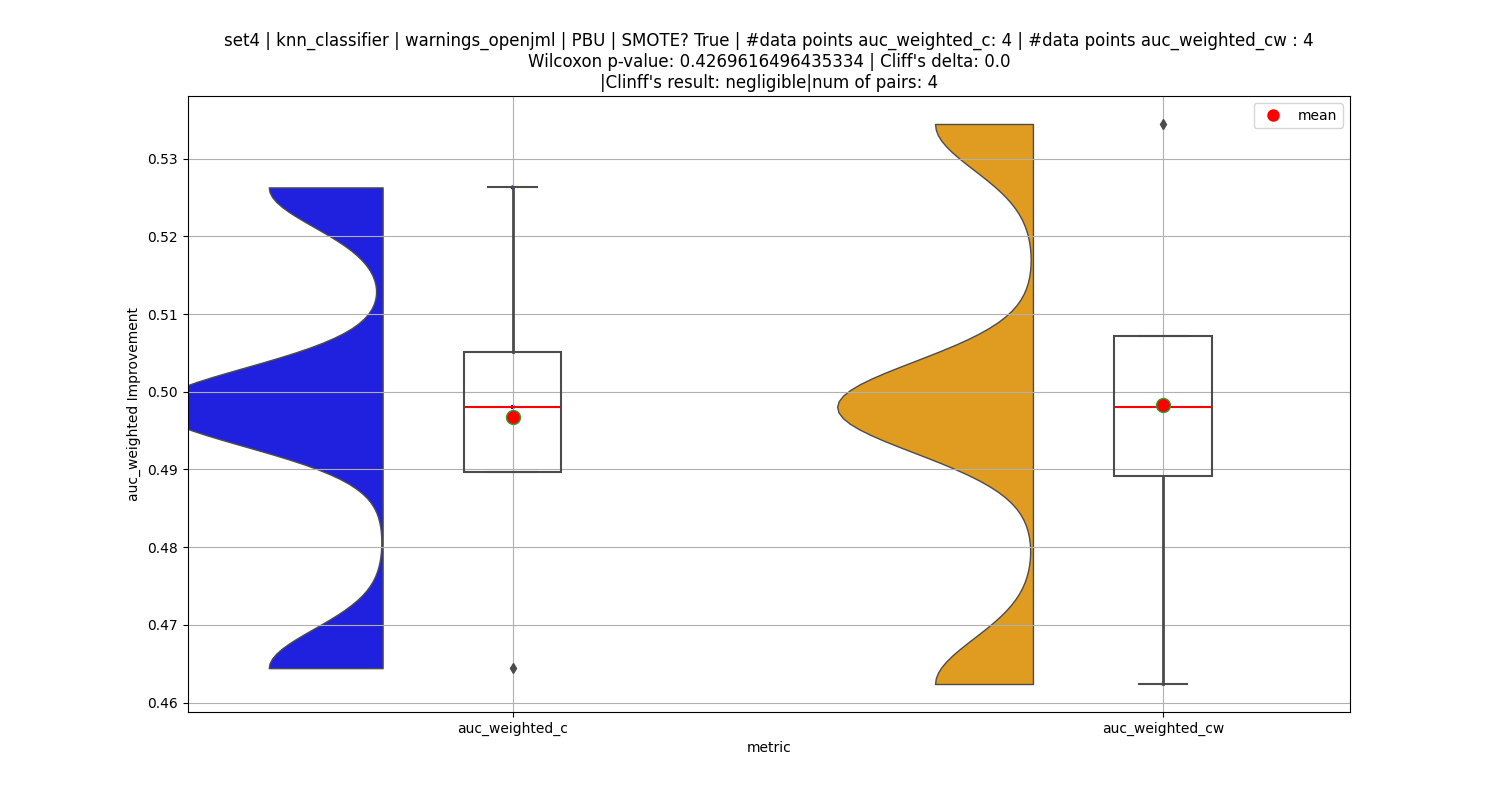 set4 | knn_classifier | warnings_openjml | PBU | SMOTE? True | #data points auc_weighted_c: 4 | #data points auc_weighted_cw : 4
Wilcoxon p-value: 0.4269616496435334 | Cliff's delta: 0.0
|Clinff's result: negligible|num of pairs: 4
mean
0.53
0.52
0.51
0.50
0.49
0.48
0.47
0.46
auc_weighted Improvement
auc_weighted_c
auc_weighted_cw
metric